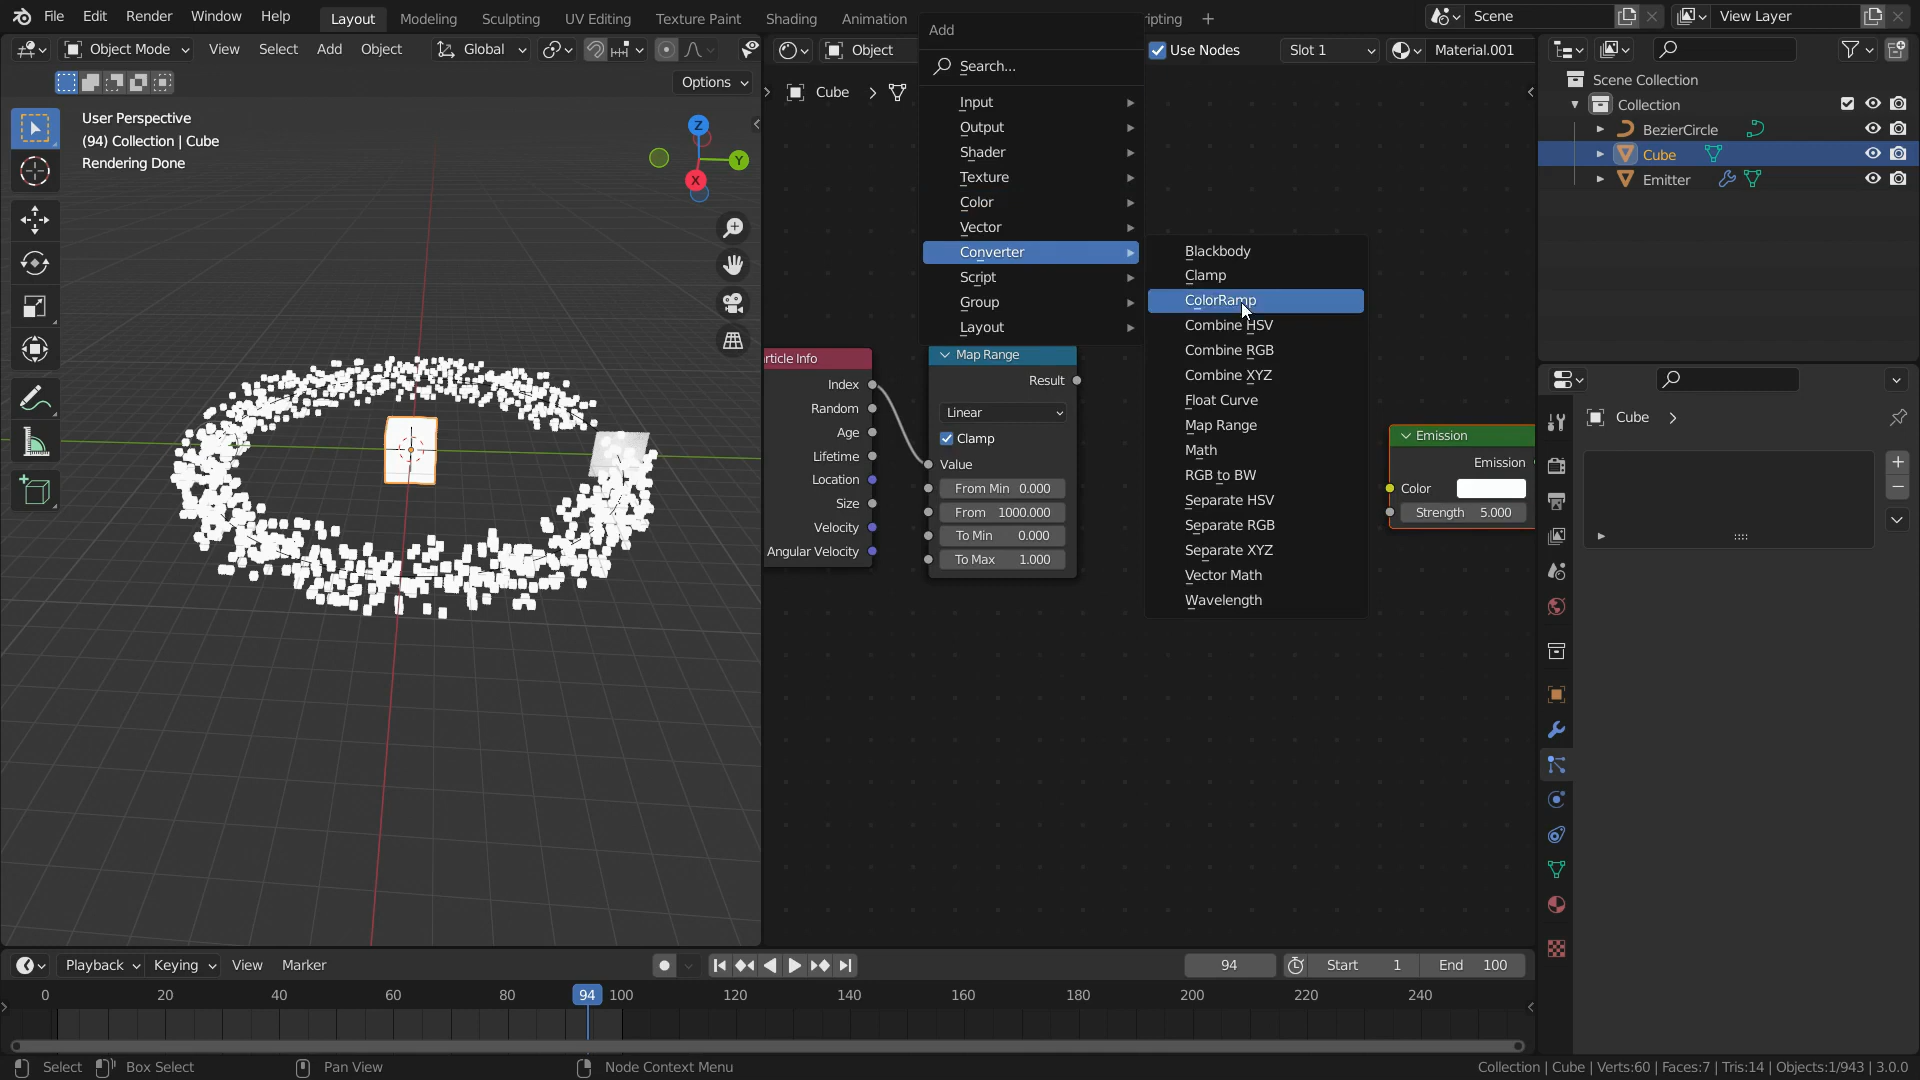 File Edit Render Window Help Layout Modeling Sculpting UV Editing Texture Paint Shading Animation ipting + Scene View Layer
Object Mode View Select Add Object Global Object Use Nodes Slot 1 Material.001
Options
Cube
User Perspective
(94) Collection | Cube
Rendering Done
Z
Y
X
Add
Search...
Input
Output
Shader
Texture
Color
Vector
Converter
Script
Group
Layout
Blackbody
Clamp
ColorRamp
Combine HSV
Combine RGB
Combine XYZ
Float Curve
Map Range
Math
RGB to BW
Separate HSV
Separate RGB
Separate XYZ
Vector Math
Wavelength
article Info
Index
Random
Age
Lifetime
Location
Size
Velocity
Angular Velocity
Map Range
Result
Linear
Clamp
Value
From Min 0.000
From 1000.000
To Min 0.000
To Max 1.000
Emission
Emission
Color
Strength 5.000
Scene Collection
Collection
BezierCircle
Cube
Emitter
Cube
Playback Keying View Marker 94 Start 1 End 100
0 20 40 60 80 94 100 120 140 160 180 200 220 240
Select Box Select Pan View Node Context Menu Collection | Cube | Verts:60 | Faces:7 | Tris:14 | Objects:1/943 | 3.0.0